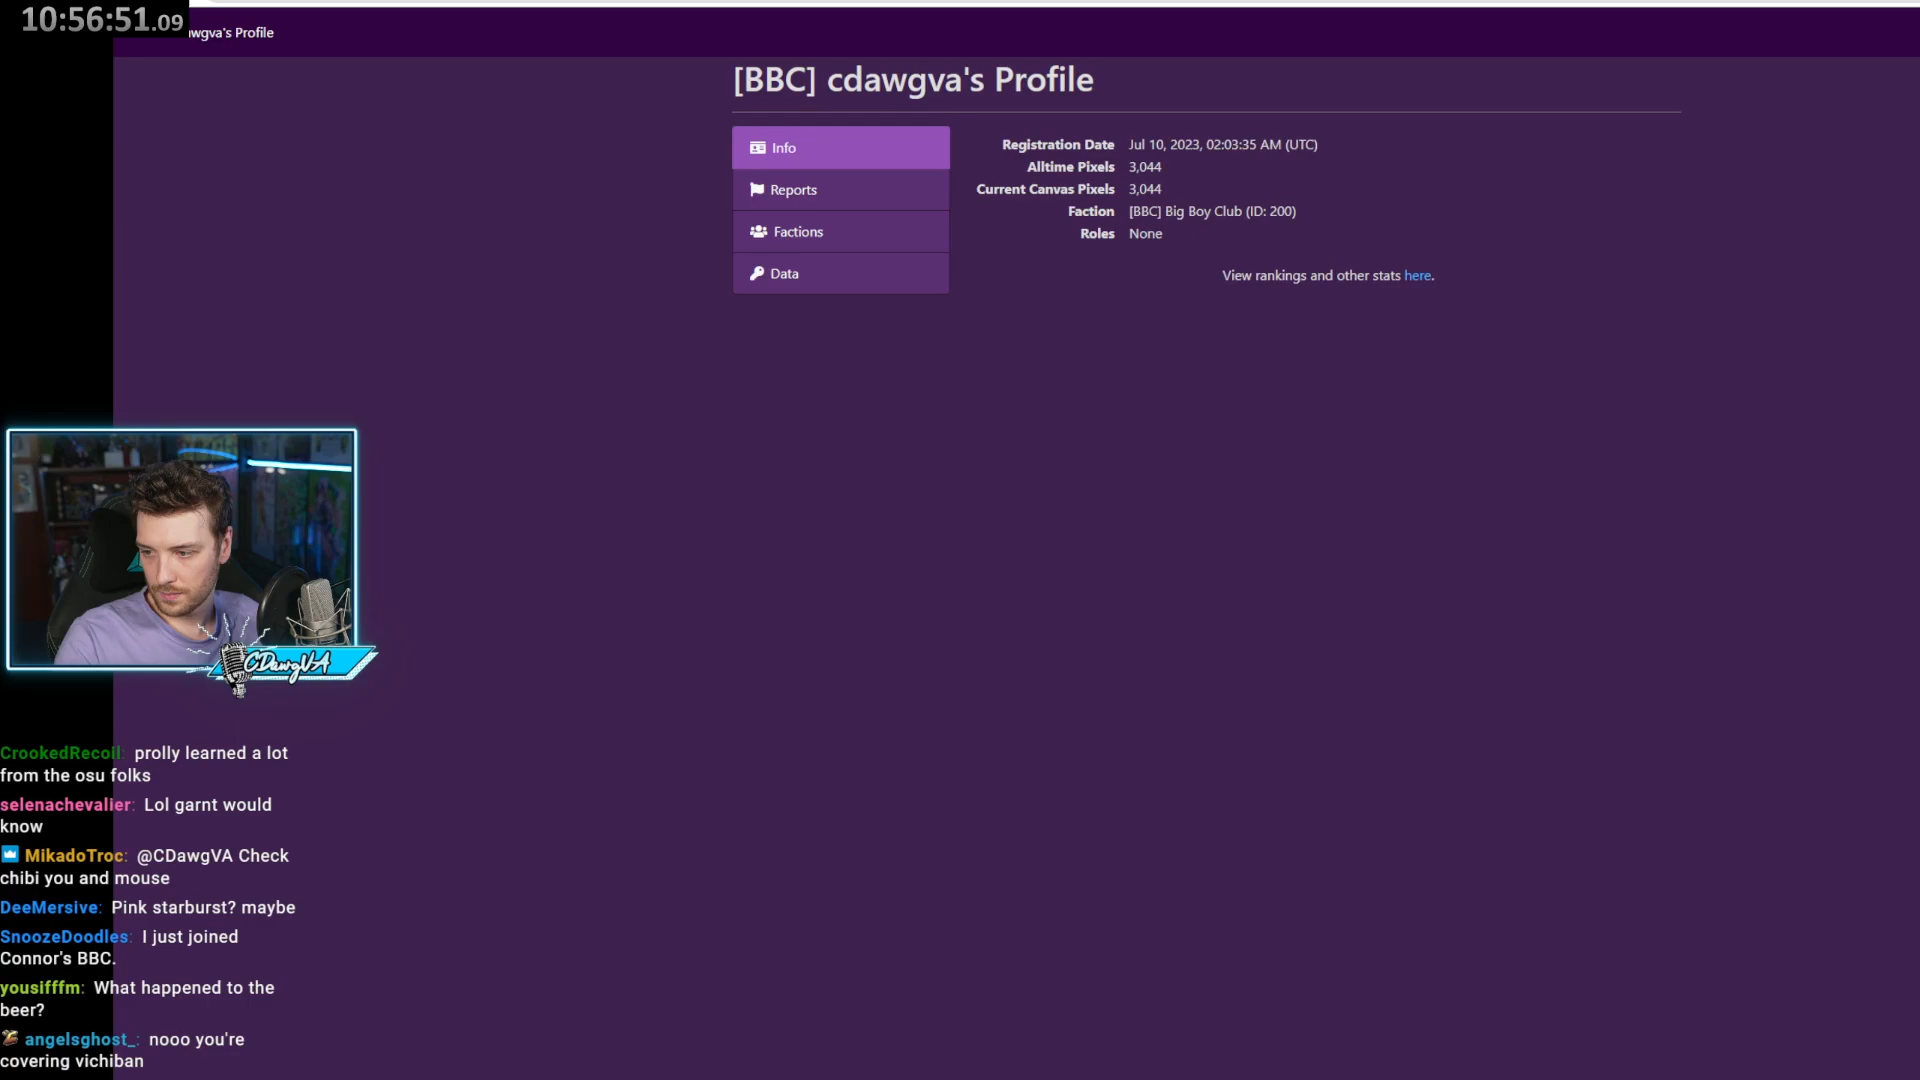 10:56:51.09
wgva's Profile
[BBC] cdawgva's Profile
Info
Reports
Factions
Data
Registration Date Jul 10, 2023, 02:03:35 AM (UTC)
Alltime Pixels 3,044
Current Canvas Pixels 3,044
Faction [BBC] Big Boy Club (ID: 200)
Roles None
View rankings and other stats here.
CDawgVA
CrookedRecoil: prolly learned a lot
from the osu folks
selenachevalier: Lol garnt would
know
MikadoTroc: @CDawgVA Check
chibi you and mouse
DeeMersive: Pink starburst? maybe
SnoozeDoodles: I just joined
Connor's BBC.
yousifffm: What happened to the
beer?
angelsghost_: nooo you're
covering vichiban